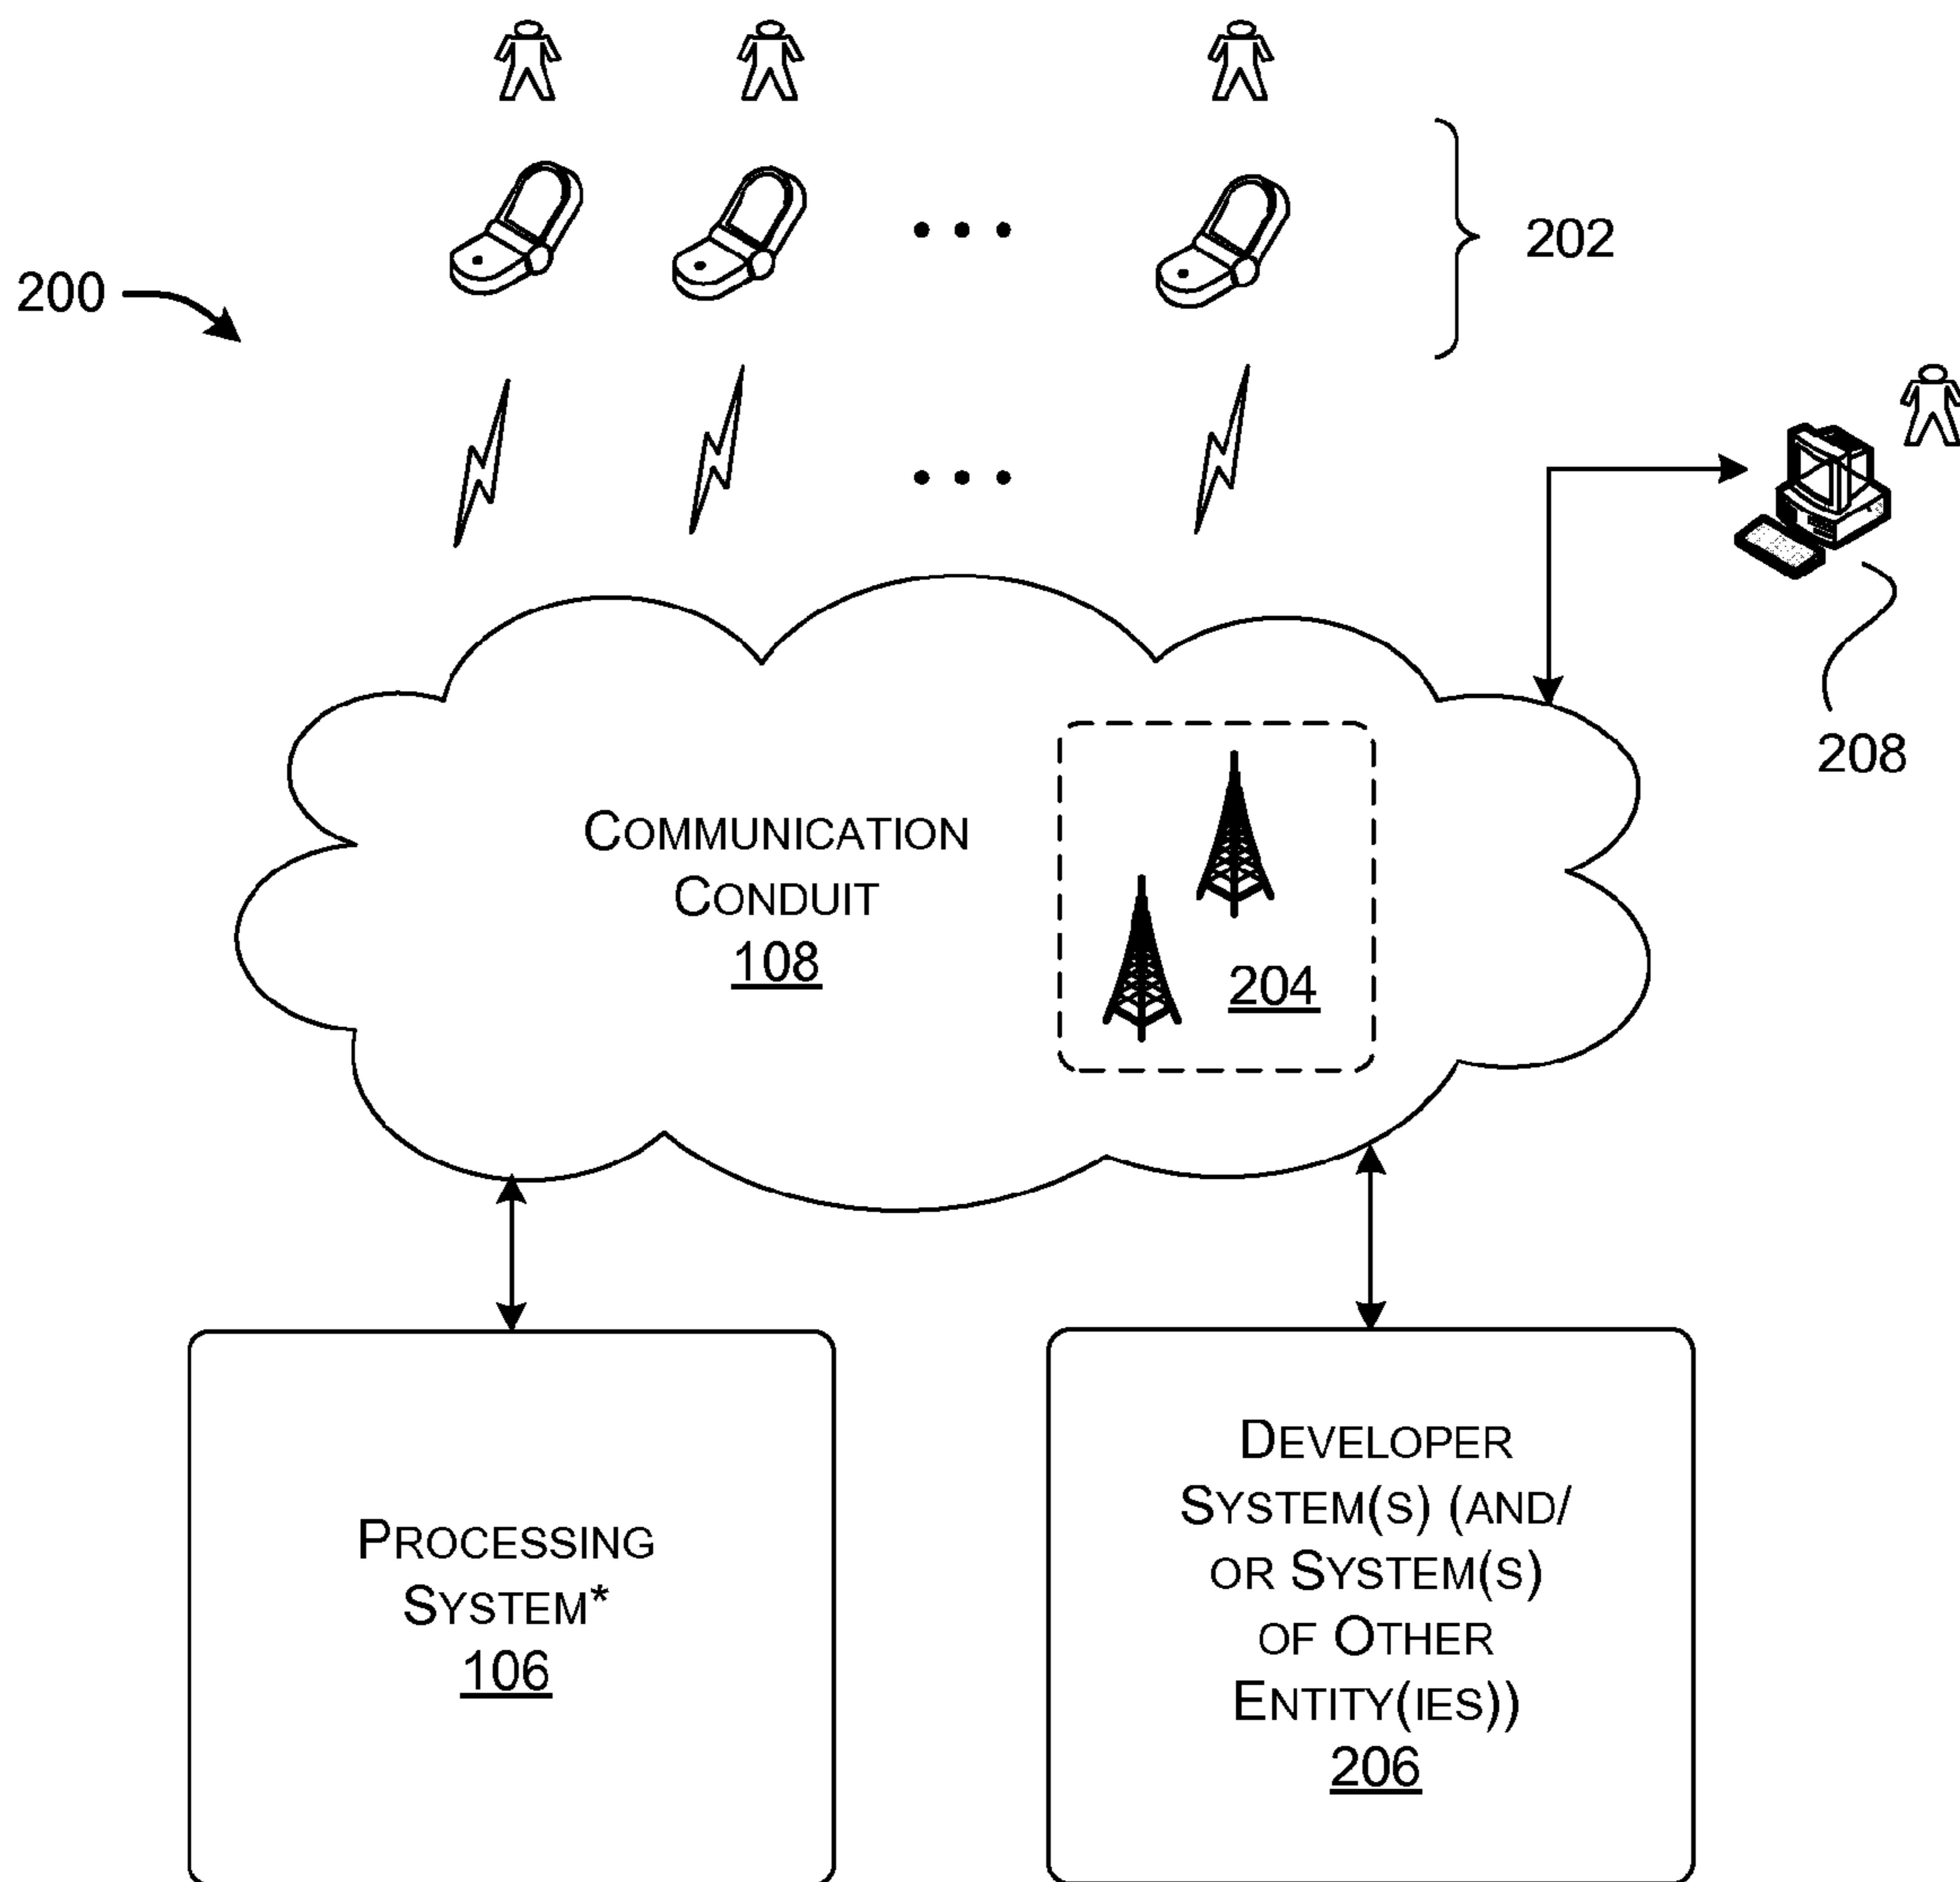 202
200
208
COMMUNICATION
CONDUIT
108
204
PROCESSING
SYSTEM*
106
DEVELOPER
SYSTEM(S) (AND/
OR SYSTEM(S)
OF OTHER
ENTITY(IES))
206